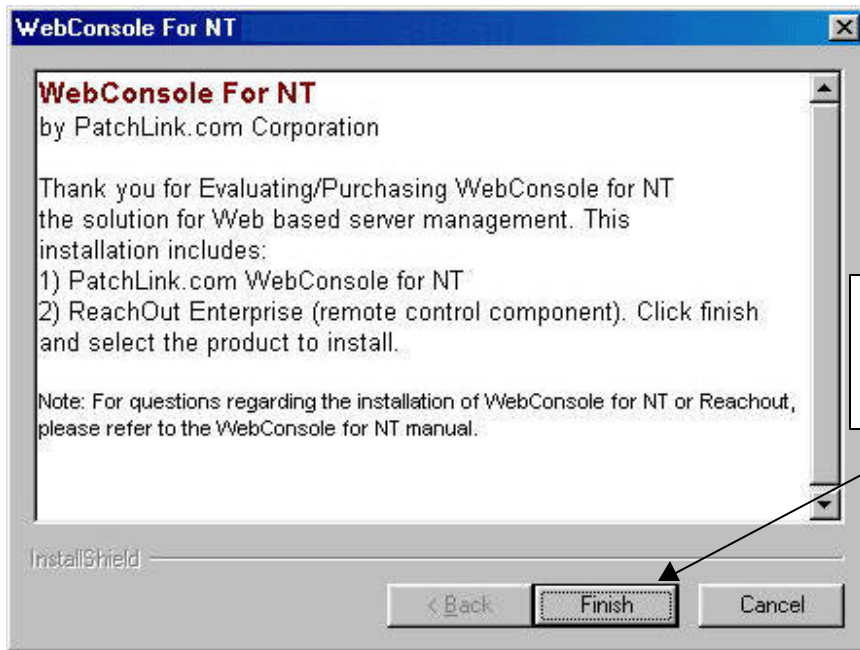 WebConsole For NT
WebConsole For NT
by PatchLink.com Corporation
Thank you for Evaluating/Purchasing WebConsole for NT
the solution for Web based server management. This
installation includes:
1) PatchLink.com WebConsole for NT
2) ReachOut Enterprise (remote control component). Click finish
and select the product to install.
Note: For questions regarding the installation of WebConsole for NT or Reachout,
please refer to the WebConsole for NT manual.
InstallShield
< Back
Finish
Cancel